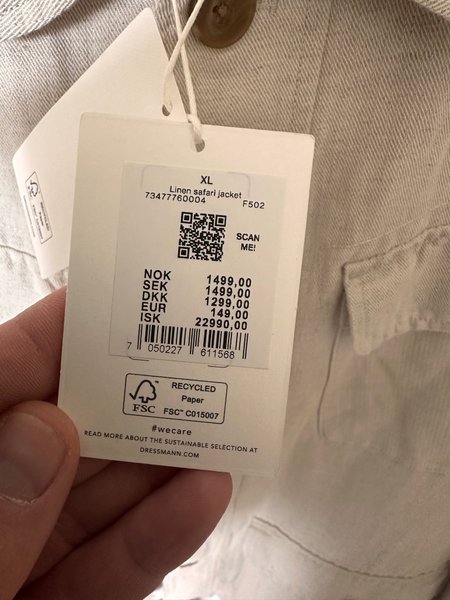 XL
Linen safari jacket
73477760004 F502
SCAN
ME!
NOK 1499,00
SEK 1499,00
DKK 1299,00
EUR 149,00
ISK 22990,00
7 050227 611568
RECYCLED
Paper
FSC FSC™ C015007
#wecare
READ MORE ABOUT THE SUSTAINABLE SELECTION AT
DRESSMANN.COM